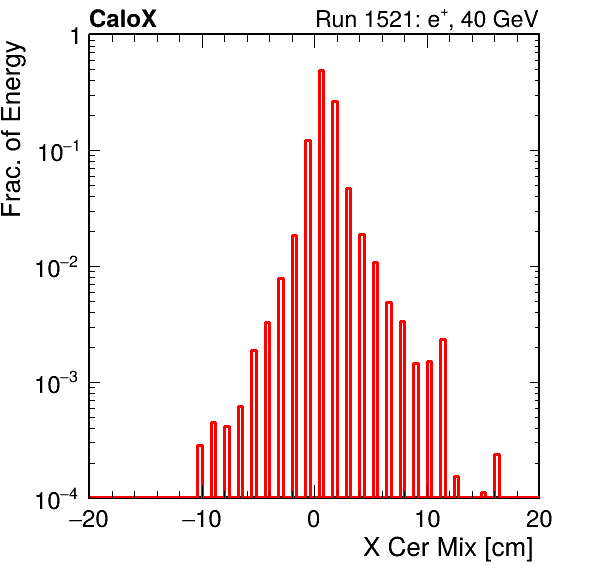 CaloX Run 1521: e⁺, 40 GeV
Frac. of Energy
1
10⁻¹
10⁻²
10⁻³
10⁻⁴
−20 −10 0 10 20
X Cer Mix [cm]